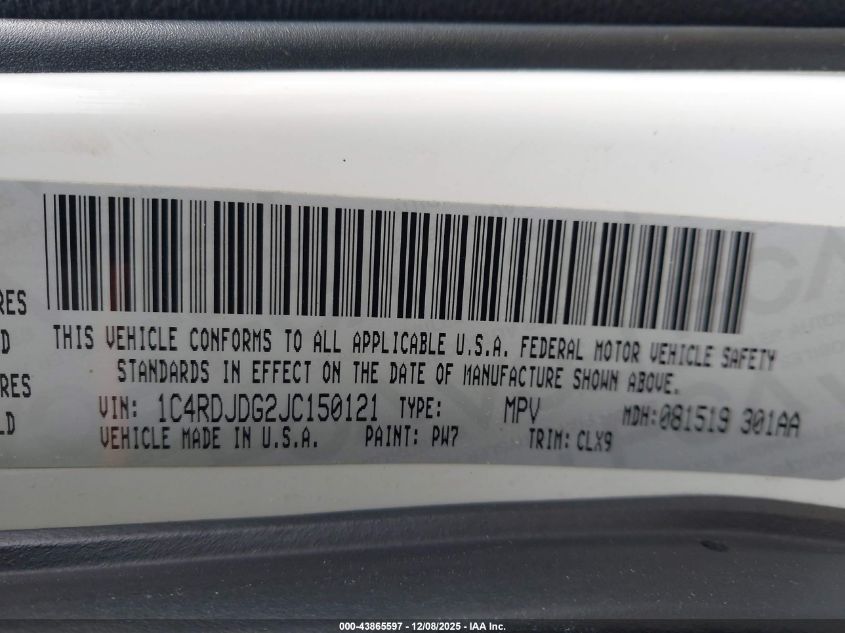 RES
D
RES
LD
THIS VEHICLE CONFORMS TO ALL APPLICABLE U.S.A. FEDERAL MOTOR VEHICLE SAFETY
STANDARDS IN EFFECT ON THE DATE OF MANUFACTURE SHOWN ABOVE.
VIN: 1C4RDJDG2JC150121 TYPE: MPV MDH:081519 301AA
VEHICLE MADE IN U.S.A. PAINT: PW7 TRIM: CLX9
000-43865597 - 12/08/2025 - IAA Inc.